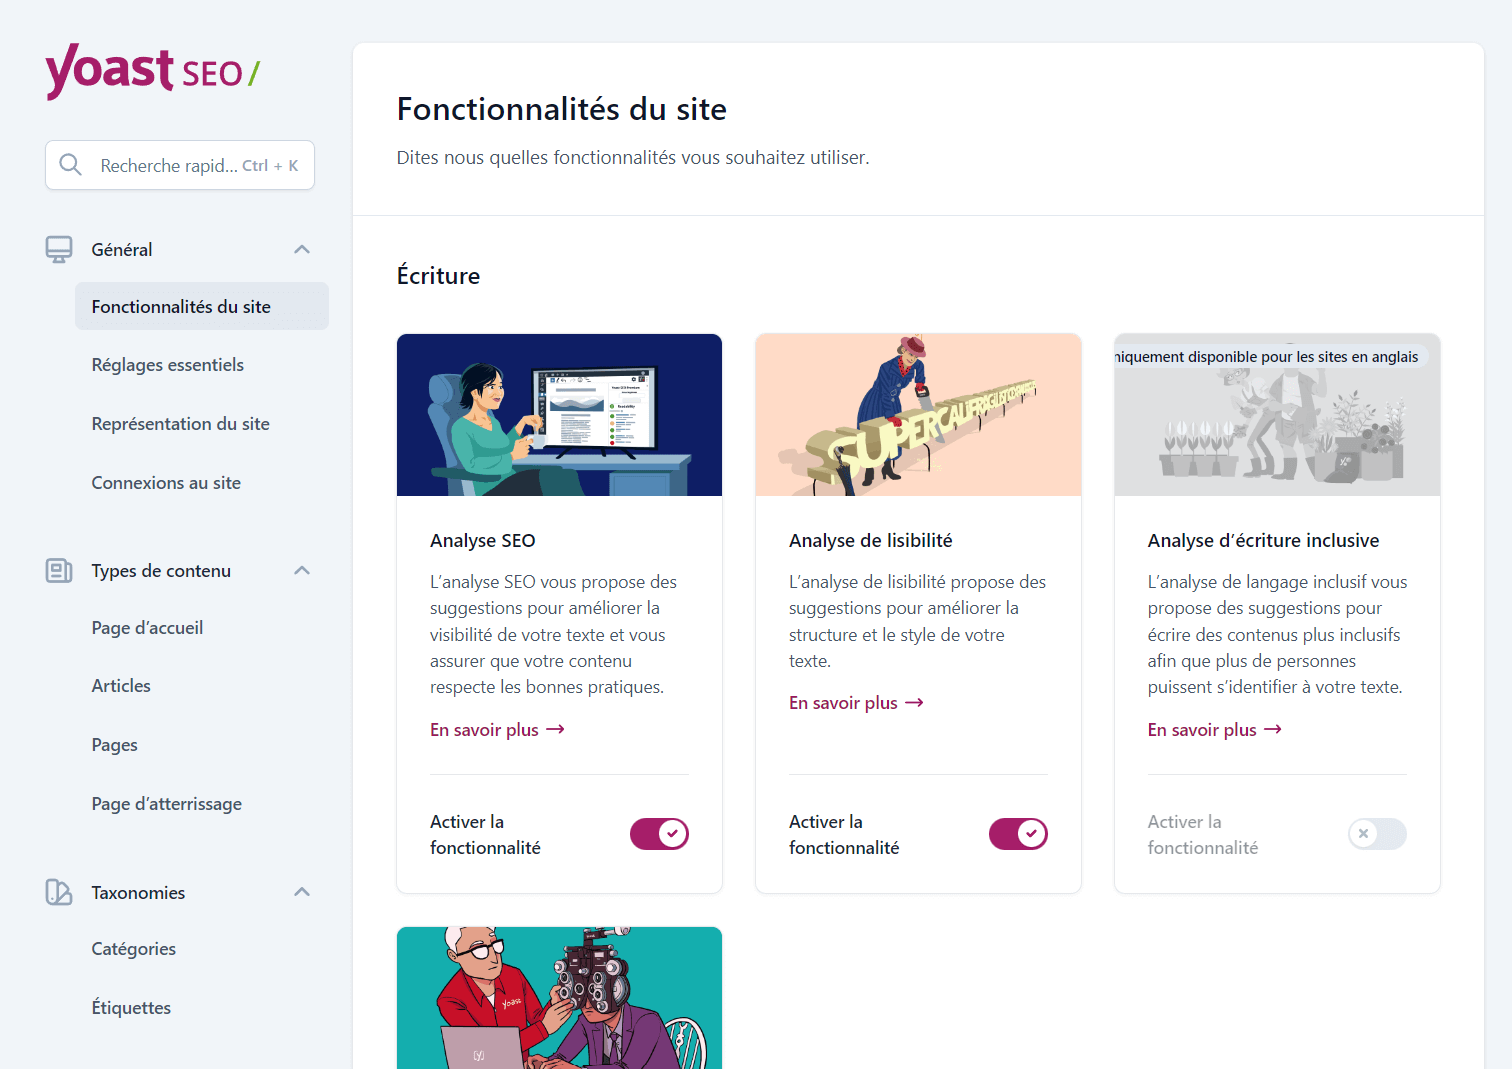 yoast SEO/
Recherche rapid... Ctrl + K
Général
Fonctionnalités du site
Réglages essentiels
Représentation du site
Connexions au site
Types de contenu
Page d’accueil
Articles
Pages
Page d’atterrissage
Taxonomies
Catégories
Étiquettes
Fonctionnalités du site
Dites nous quelles fonctionnalités vous souhaitez utiliser.
Écriture
Analyse SEO
L’analyse SEO vous propose des
suggestions pour améliorer la
visibilité de votre texte et vous
assurer que votre contenu
respecte les bonnes pratiques.
En savoir plus →
Activer la
fonctionnalité
Analyse de lisibilité
L’analyse de lisibilité propose des
suggestions pour améliorer la
structure et le style de votre
texte.
En savoir plus →
Activer la
fonctionnalité
niquement disponible pour les sites en anglais
Analyse d’écriture inclusive
L’analyse de langage inclusif vous
propose des suggestions pour
écrire des contenus plus inclusifs
afin que plus de personnes
puissent s’identifier à votre texte.
En savoir plus →
Activer la
fonctionnalité
yoast